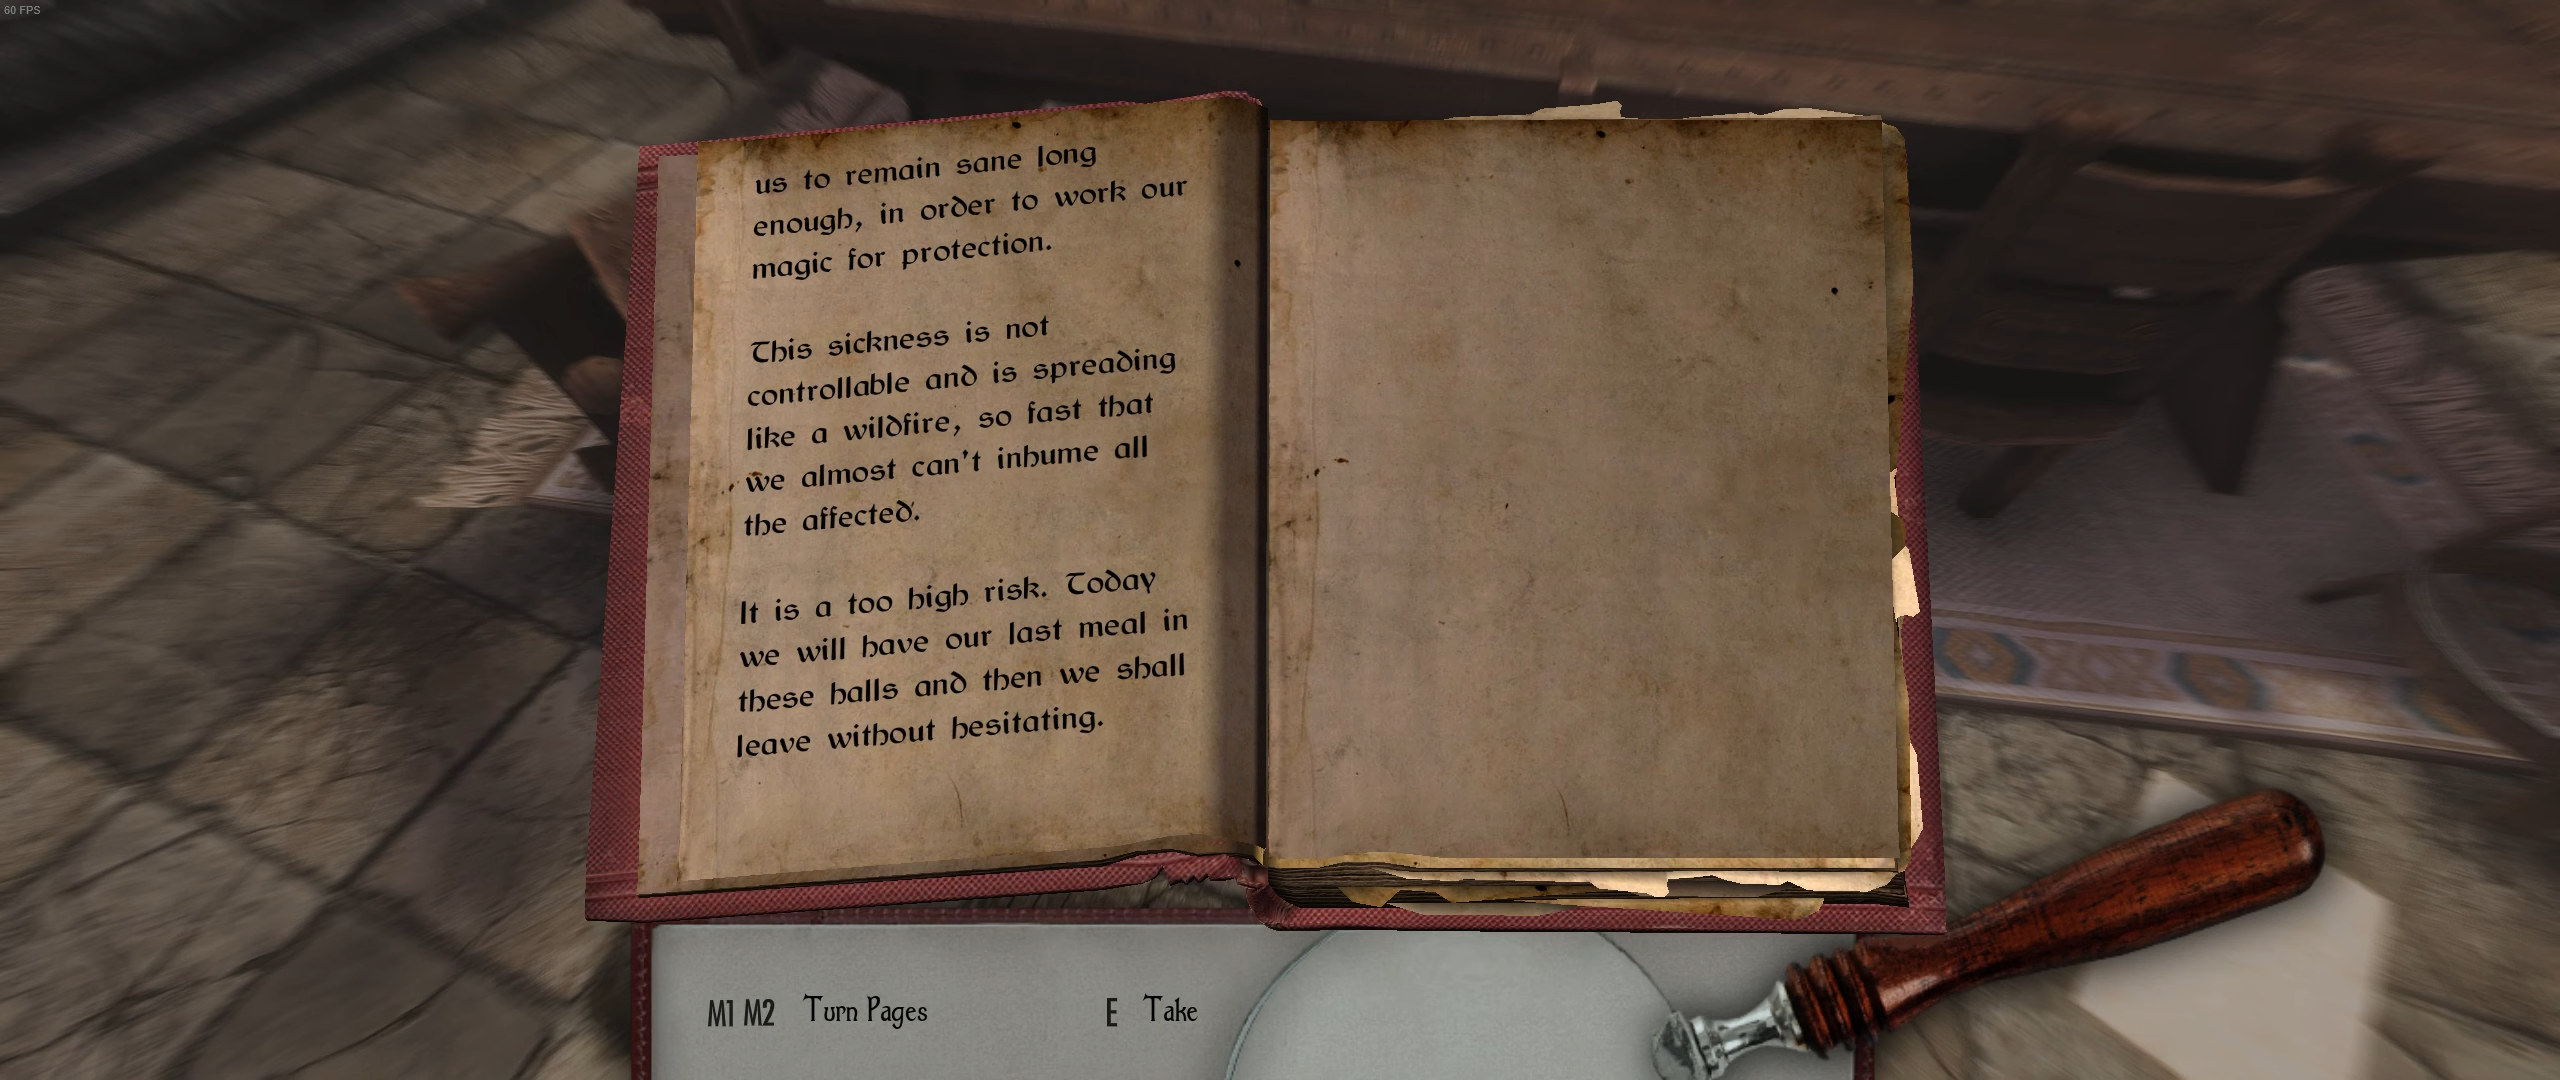 60 FPS
us to remain sane long
enough, in order to work our
magic for protection.
This sickness is not
controllable and is spreading
like a wildfire, so fast that
we almost can't inhume all
the affected.
It is a too high risk. Today
we will have our last meal in
these halls and then we shall
leave without hesitating.
M1 M2 Turn Pages E Take